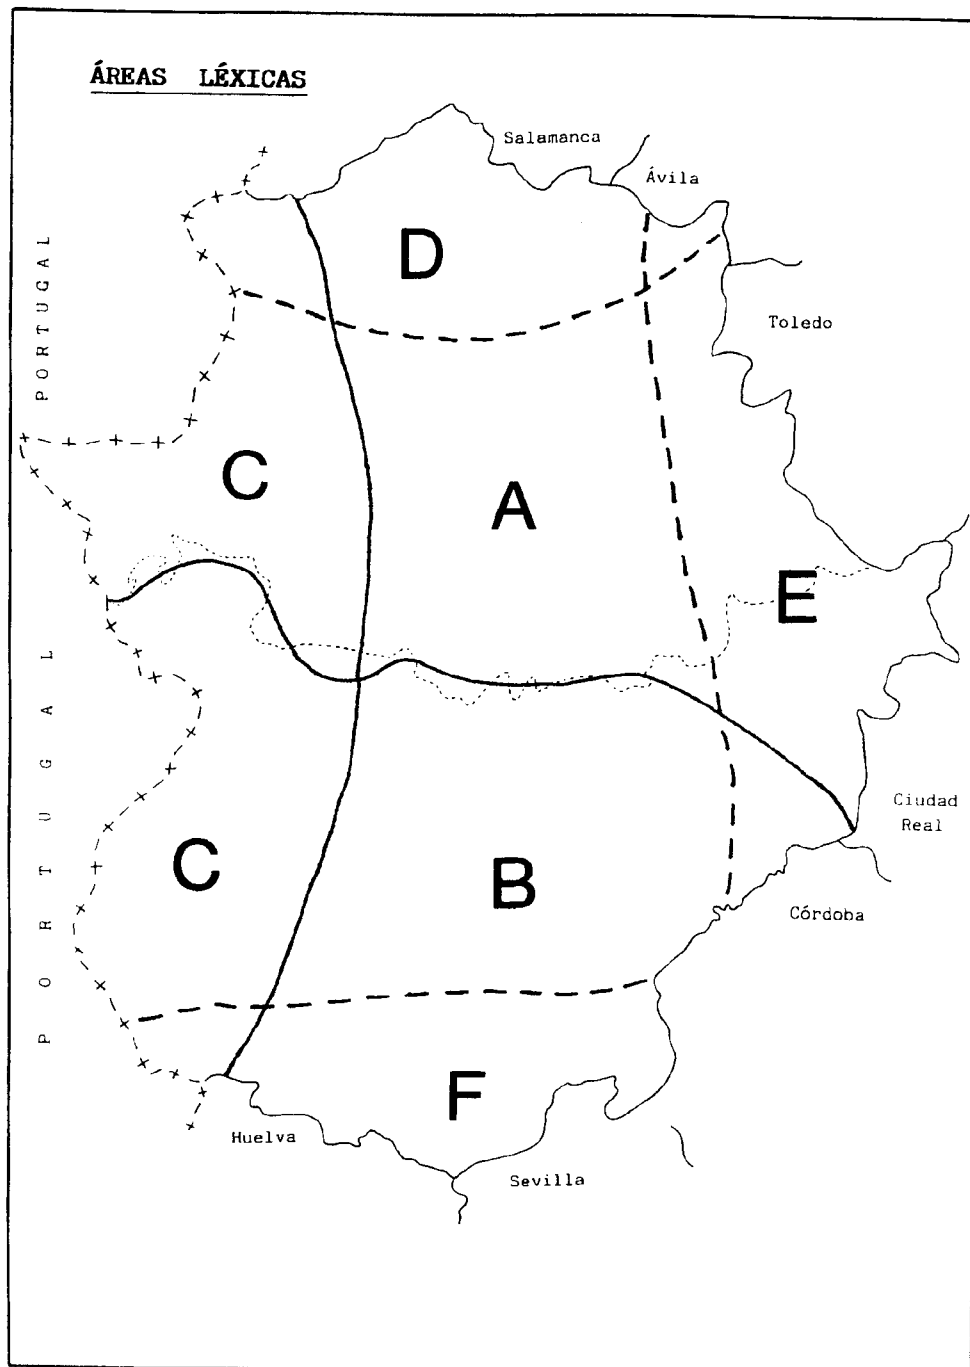 ÁREAS LÉXICAS
Salamanca
Ávila
D
PORTUGAL
Toledo
C
A
E
PORTUGAL
Ciudad
Real
C
B
Córdoba
F
Huelva
Sevilla